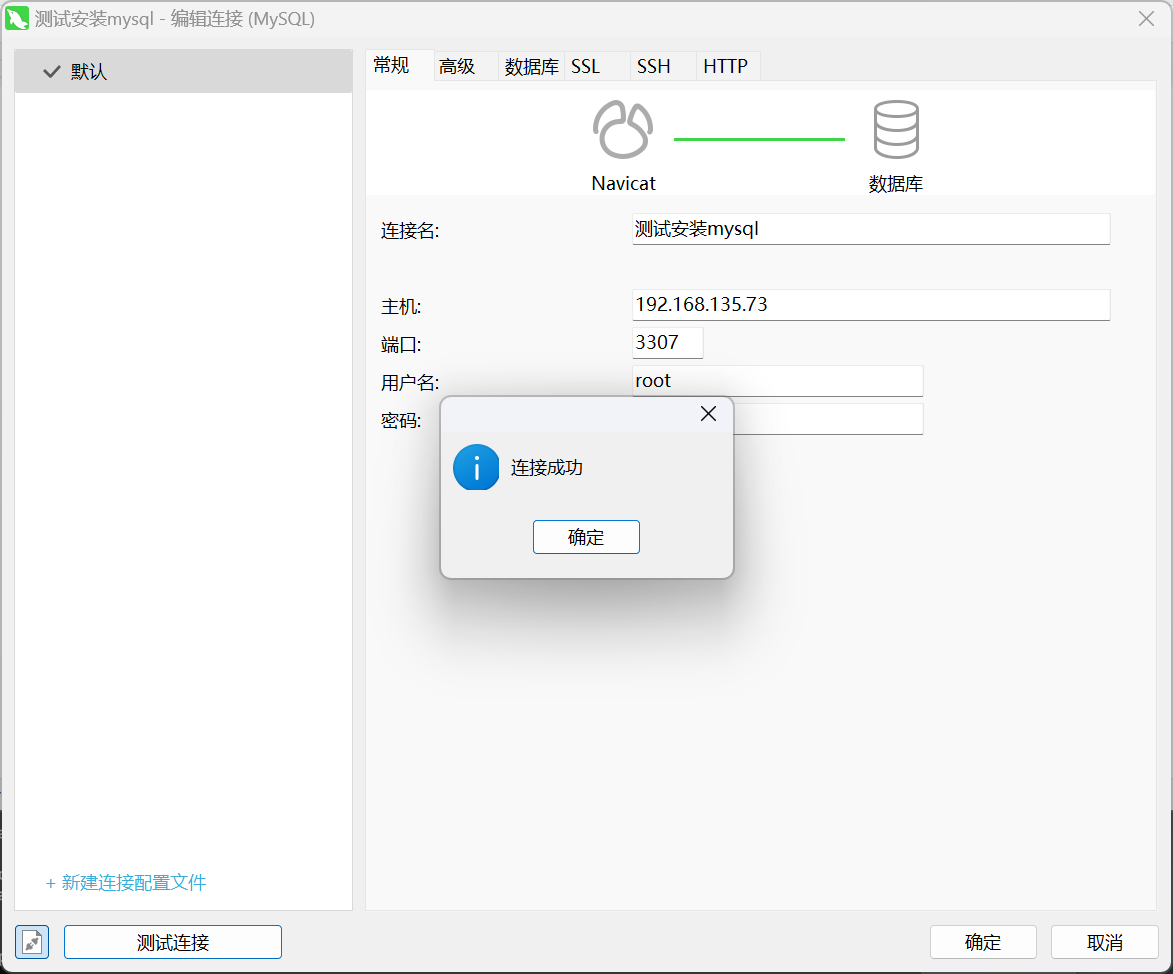 测试安装mysql - 编辑连接 (MySQL)
默认
常规 高级 数据库 SSL SSH HTTP
Navicat 数据库
连接名: 测试安装mysql
主机: 192.168.135.73
端口: 3307
用户名: root
密码:
连接成功
确定
+ 新建连接配置文件
测试连接 确定 取消